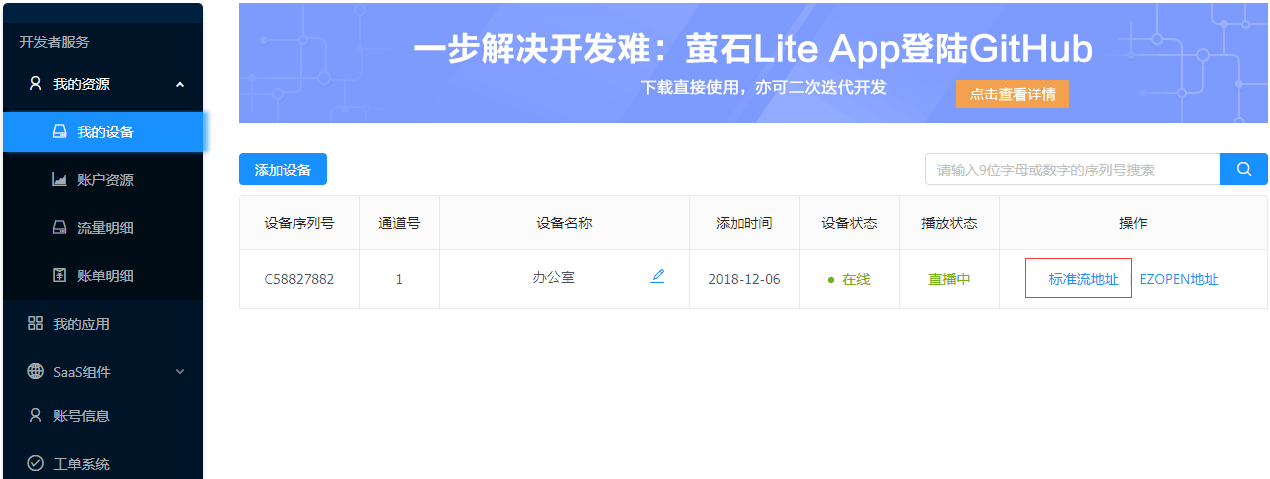 开发者服务
我的资源
我的设备
账户资源
流量明细
账单明细
我的应用
SaaS组件
账号信息
工单系统
一步解决开发难：萤石Lite App登陆GitHub
下载直接使用，亦可二次迭代开发
点击查看详情
添加设备
请输入9位字母或数字的序列号搜索
设备序列号 通道号 设备名称 添加时间 设备状态 播放状态 操作
C58827882 1 办公室 2018-12-06 在线 直播中 标准流地址 EZOPEN地址